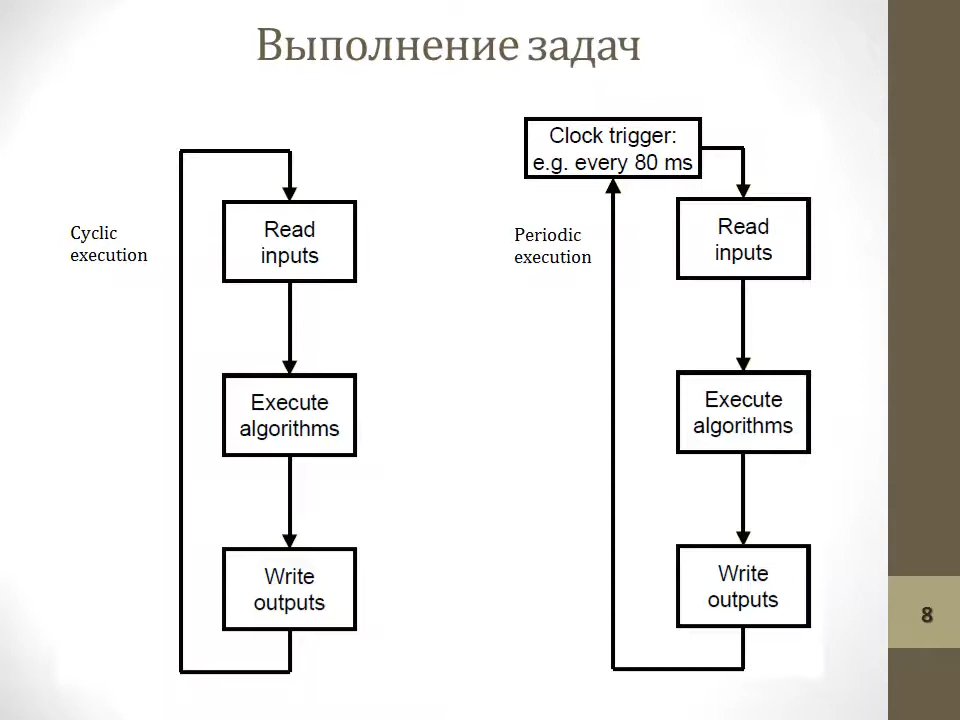 Выполнение задач
Cyclic
execution
Read
inputs
Execute
algorithms
Write
outputs
Clock trigger:
e.g. every 80 ms
Periodic
execution
Read
inputs
Execute
algorithms
Write
outputs
8